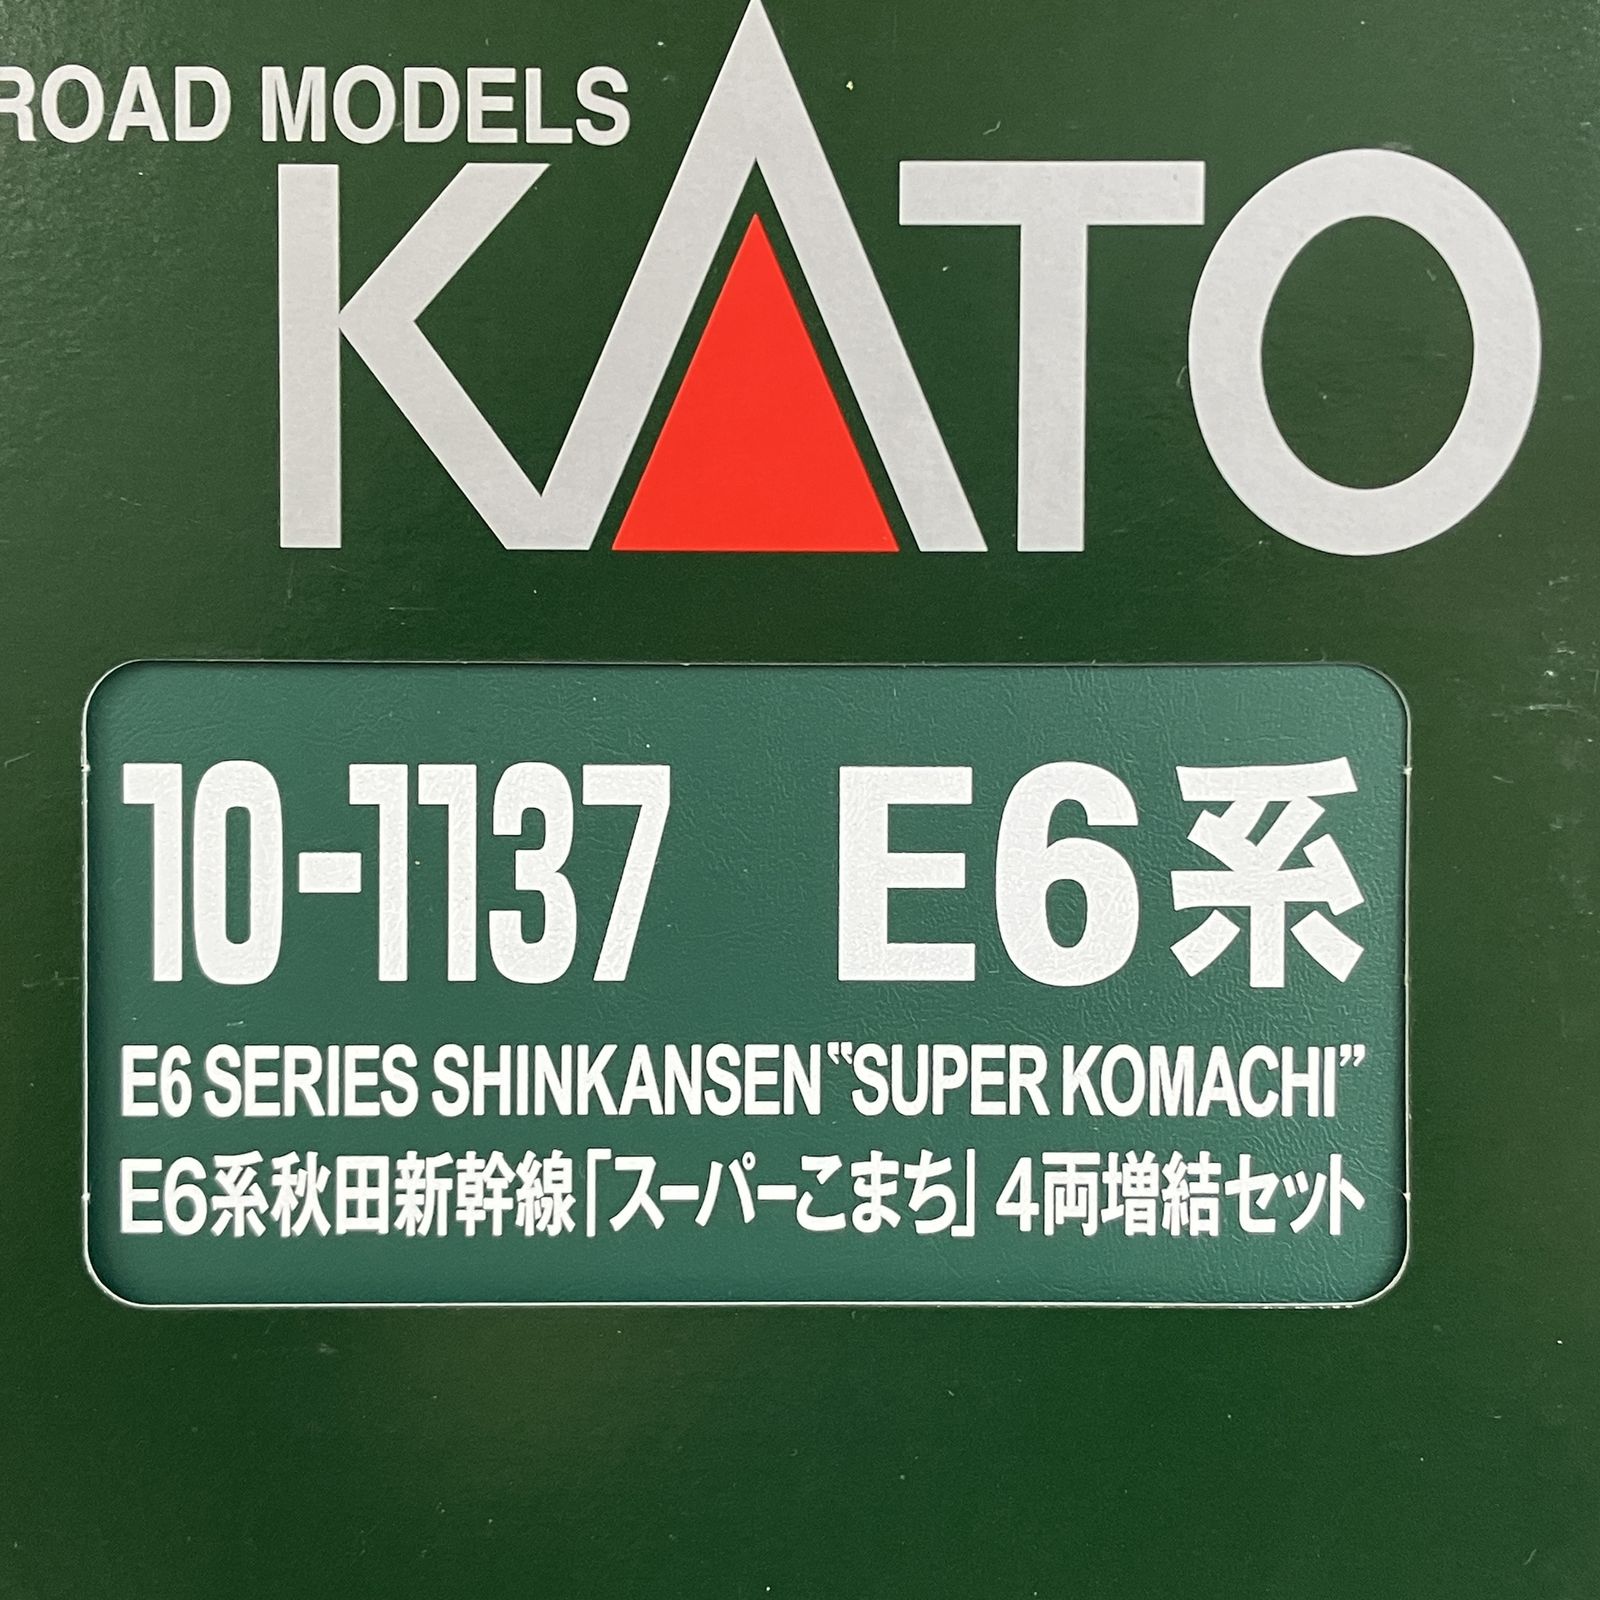 ROAD MODELS
KATO
10-1137 E6系
E6 SERIES SHINKANSEN “SUPER KOMACHI”
E6系秋田新幹線「スーパーこまち」4両増結セット